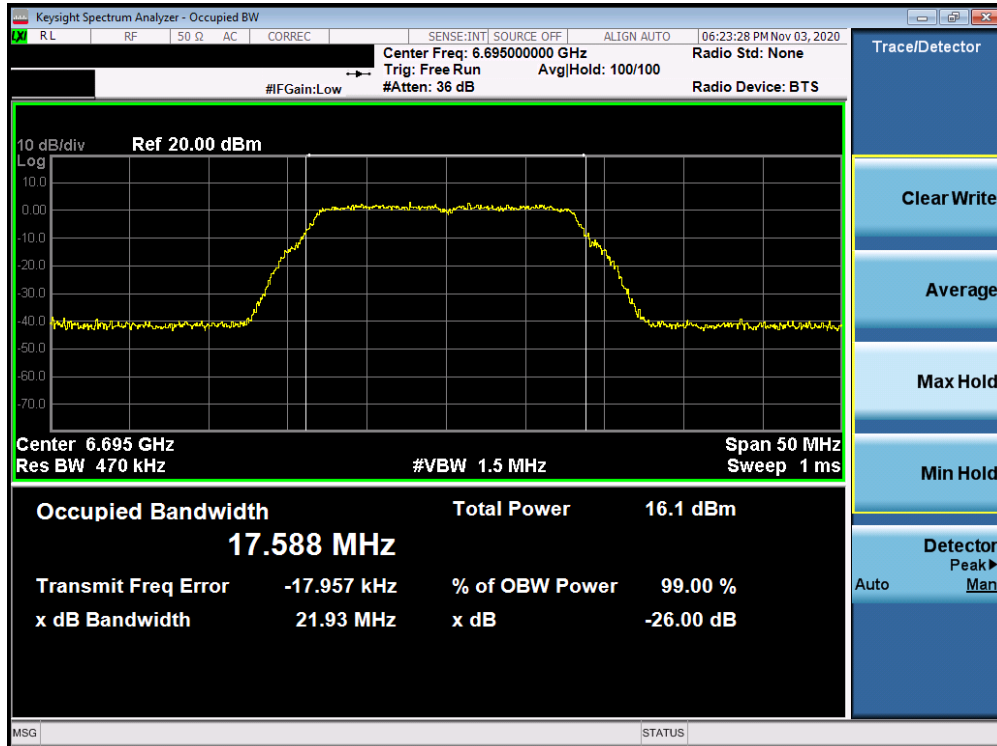 Keysight Spectrum Analyzer - Occupied BW
LXI RL RF 50 Ω AC CORREC SENSE:INT SOURCE OFF ALIGN AUTO 06:23:28 PM Nov 03, 2020
Center Freq: 6.695000000 GHz Radio Std: None
Trig: Free Run Avg|Hold: 100/100
#IFGain:Low #Atten: 36 dB Radio Device: BTS
10 dB/div Ref 20.00 dBm
Log
10.0
0.00
-10.0
-20.0
-30.0
-40.0
-50.0
-60.0
-70.0
Center 6.695 GHz Span 50 MHz
Res BW 470 kHz #VBW 1.5 MHz Sweep 1 ms
Occupied Bandwidth Total Power 16.1 dBm
17.588 MHz
Transmit Freq Error -17.957 kHz % of OBW Power 99.00 %
x dB Bandwidth 21.93 MHz x dB -26.00 dB
MSG STATUS
Trace/Detector
Clear Write
Average
Max Hold
Min Hold
Detector
Peak▶
Auto Man